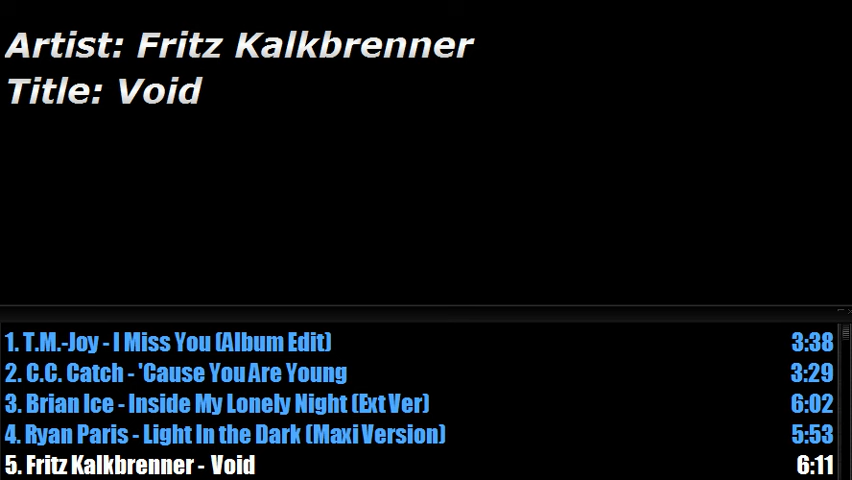 Artist: Fritz Kalkbrenner
Title: Void
1. T.M.-Joy - I Miss You (Album Edit) 3:38
2. C.C. Catch - 'Cause You Are Young 3:29
3. Brian Ice - Inside My Lonely Night (Ext Ver) 6:02
4. Ryan Paris - Light In the Dark (Maxi Version) 5:53
5. Fritz Kalkbrenner - Void 6:11